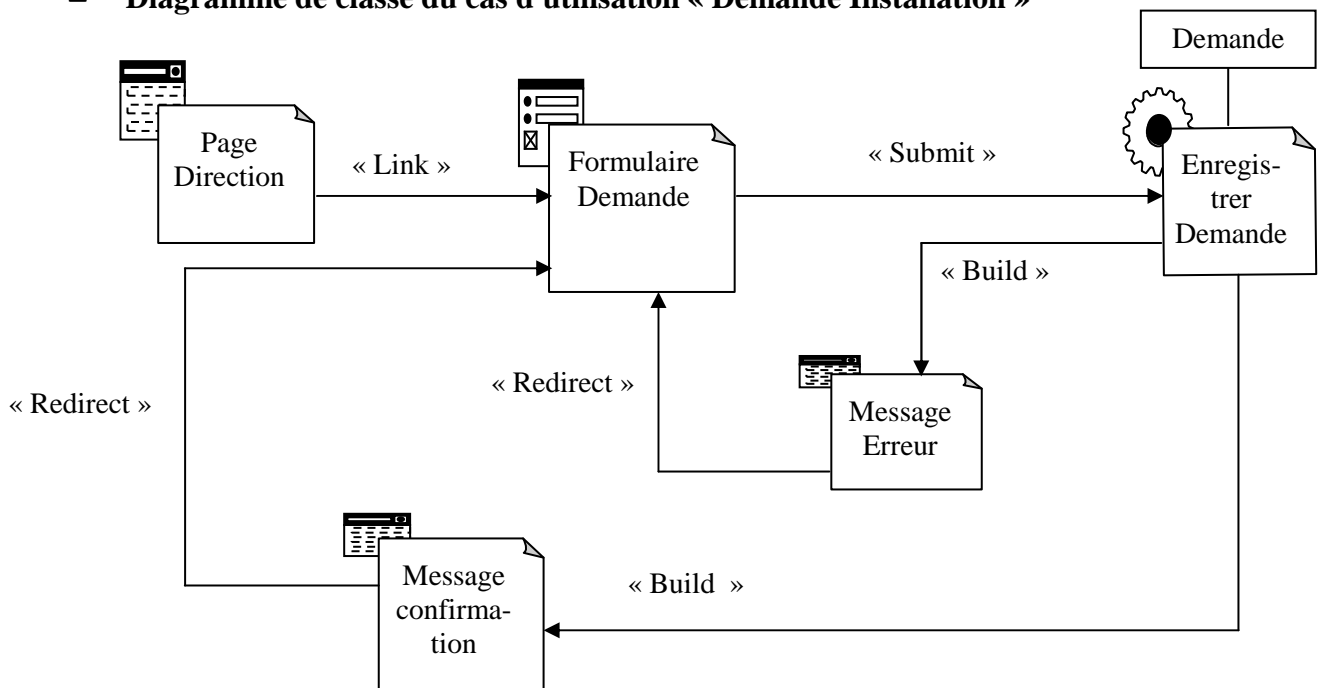 – Diagramme de classe du cas d'utilisation « Demande Installation »
Demande
Page
Direction
« Link »
Formulaire
Demande
« Submit »
Enregis-
trer
Demande
« Build »
« Redirect »
« Redirect »
Message
Erreur
Message
confirma-
tion
« Build »